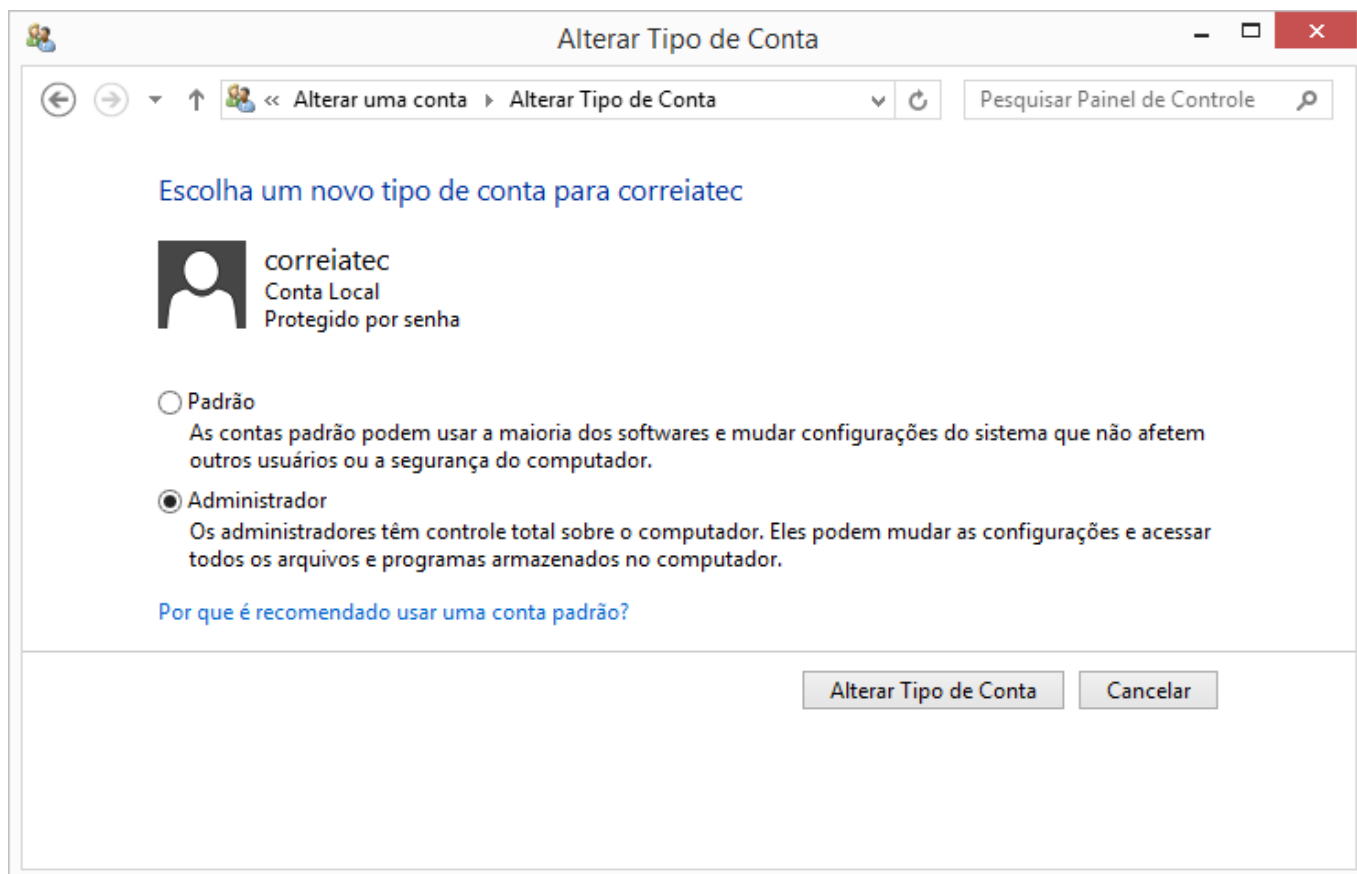 Alterar Tipo de Conta
« Alterar uma conta ▸ Alterar Tipo de Conta
Pesquisar Painel de Controle
Escolha um novo tipo de conta para correiatec
correiatec
Conta Local
Protegido por senha
Padrão
As contas padrão podem usar a maioria dos softwares e mudar configurações do sistema que não afetem
outros usuários ou a segurança do computador.
Administrador
Os administradores têm controle total sobre o computador. Eles podem mudar as configurações e acessar
todos os arquivos e programas armazenados no computador.
Por que é recomendado usar uma conta padrão?
Alterar Tipo de Conta
Cancelar